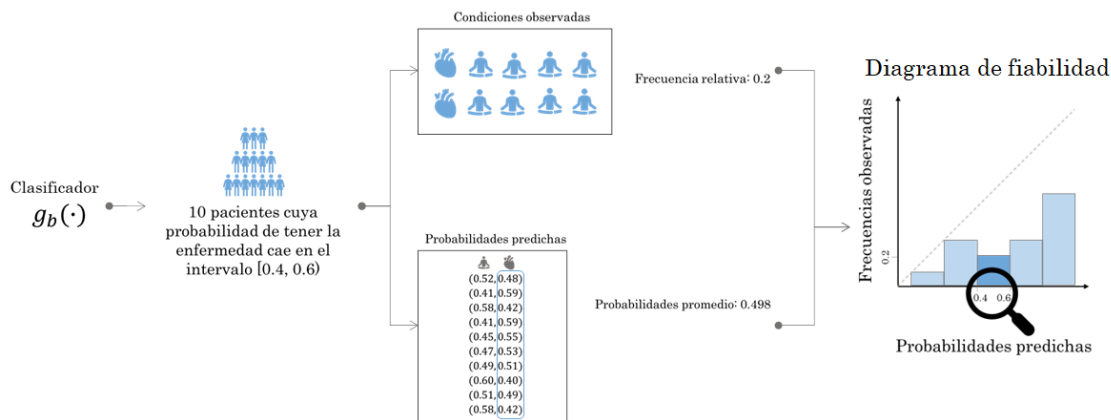 Clasificador
g_b(·)
10 pacientes cuya
probabilidad de tener la
enfermedad cae en el
intervalo [0.4, 0.6)
Condiciones observadas
Frecuencia relativa: 0.2
Probabilidades predichas
(0.52,0.48)
(0.41,0.59)
(0.58,0.42)
(0.41,0.59)
(0.45,0.55)
(0.47,0.53)
(0.49,0.51)
(0.60,0.40)
(0.51,0.49)
(0.58,0.42)
Probabilidades promedio: 0.498
Diagrama de fiabilidad
Frecuencias observadas
0.2
0.4 0.6
Probabilidades predichas